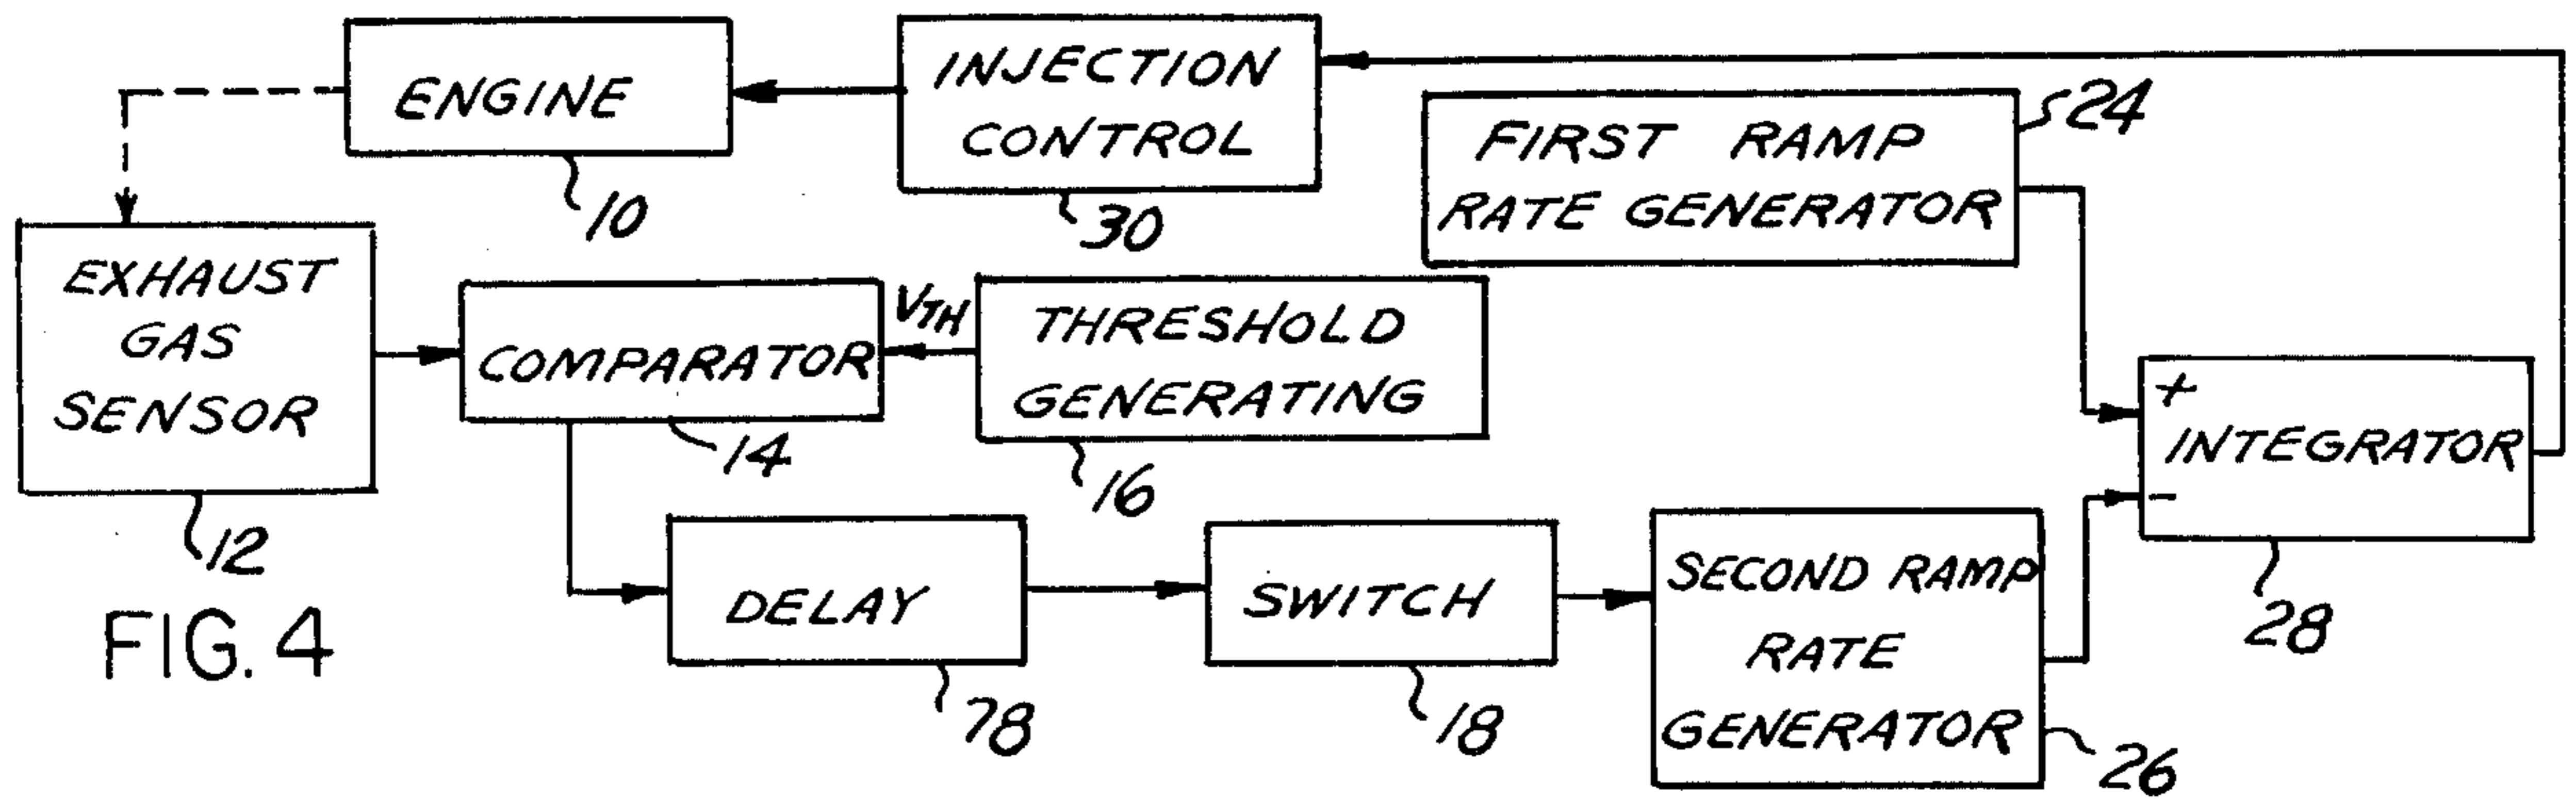 ENGINE
10
INJECTION
CONTROL
30
FIRST RAMP
RATE GENERATOR
24
EXHAUST
GAS
SENSOR
12
COMPARATOR
14
VTH
THRESHOLD
GENERATING
16
+
INTEGRATOR
-
28
DELAY
78
SWITCH
18
SECOND RAMP
RATE
GENERATOR
26
FIG. 4